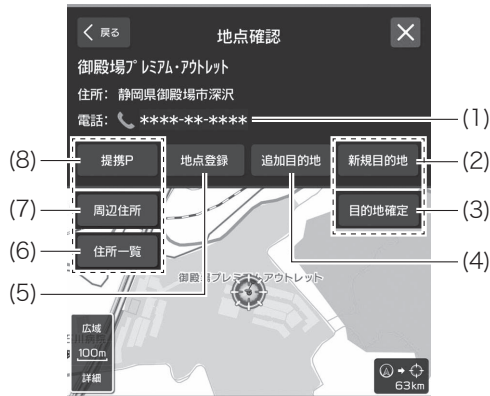 戻る
地点確認
御殿場プレミアム・アウトレット
住所: 静岡県御殿場市深沢
電話: ****-**-****
(1)
(8)
提携P
地点登録
追加目的地
新規目的地
(2)
(7)
周辺住所
目的地確定
(3)
(6)
住所一覧
(4)
(5)
御殿場プレミアム・アウトレット
広域
100m
詳細
63km